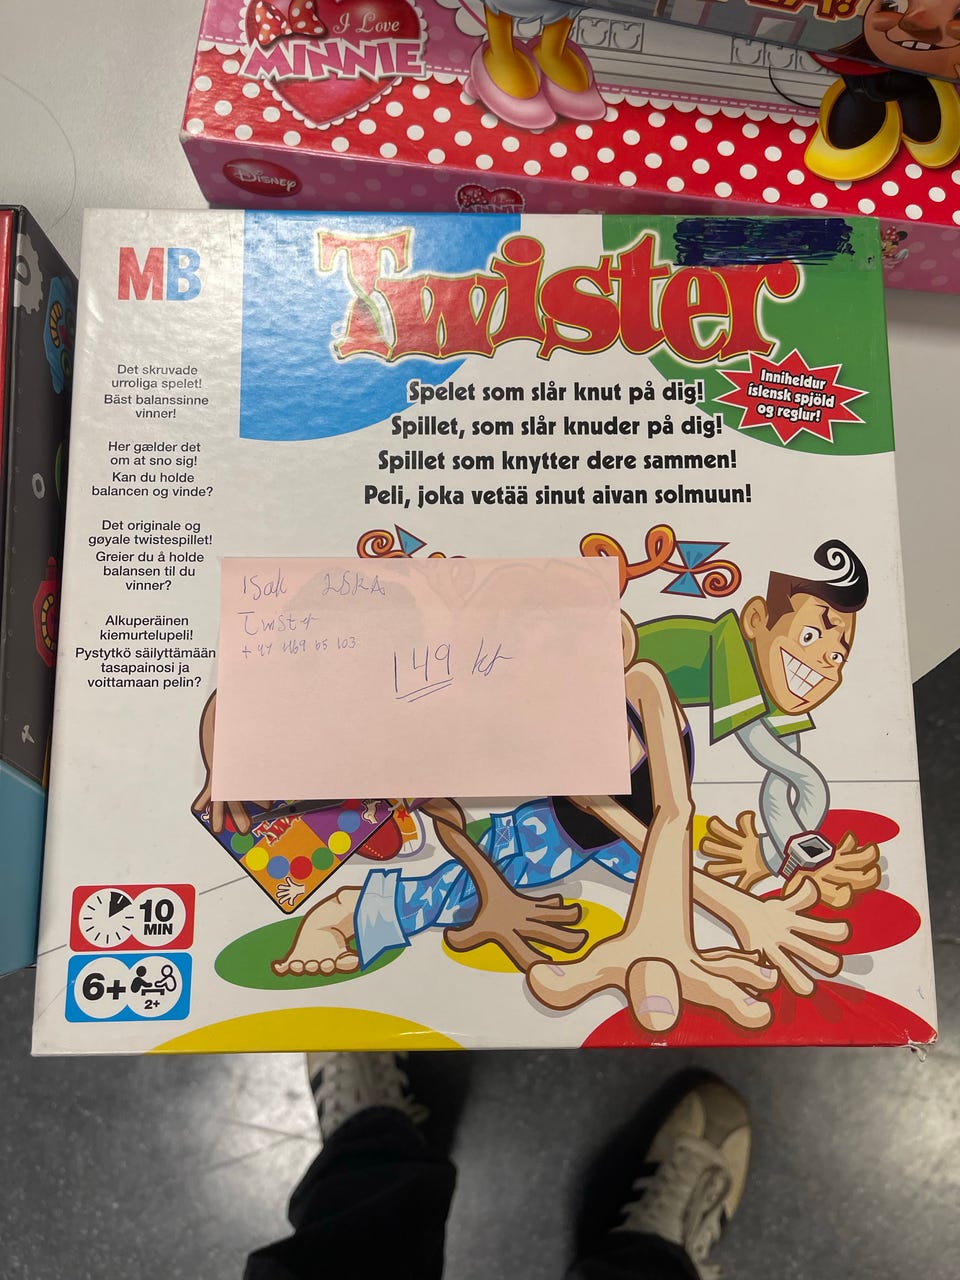 I Love
MINNIE
DISNEY
I Love
MINNIE
MB
Twister
Det skruvade
urroliga spelet!
Bäst balanssinne
vinner!
Her gælder det
om at sno sig!
Kan du holde
balancen og vinde?
Det originale og
gøyale twistespillet!
Greier du å holde
balansen til du
vinner?
Alkuperäinen
kiemurtelupeli!
Pystytkö säilyttämään
tasapainosi ja
voittamaan pelin?
Spelet som slår knut på dig!
Spillet, som slår knuder på dig!
Spillet som knytter dere sammen!
Peli, joka vetää sinut aivan solmuun!
Inniheldur
íslensk spjöld
og reglur!
Isak 2SKA
Twister
149 kr
10
MIN
6+
2+